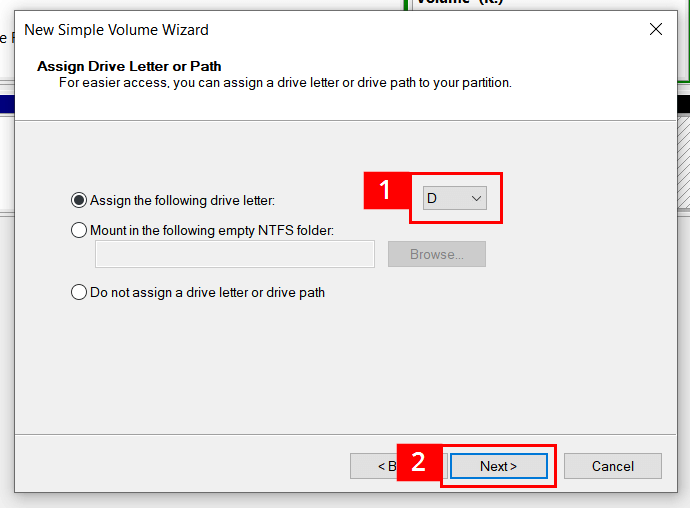 New Simple Volume Wizard
Assign Drive Letter or Path
For easier access, you can assign a drive letter or drive path to your partition.
Assign the following drive letter:
1
D
Mount in the following empty NTFS folder:
Browse...
Do not assign a drive letter or drive path
< B
2
Next >
Cancel